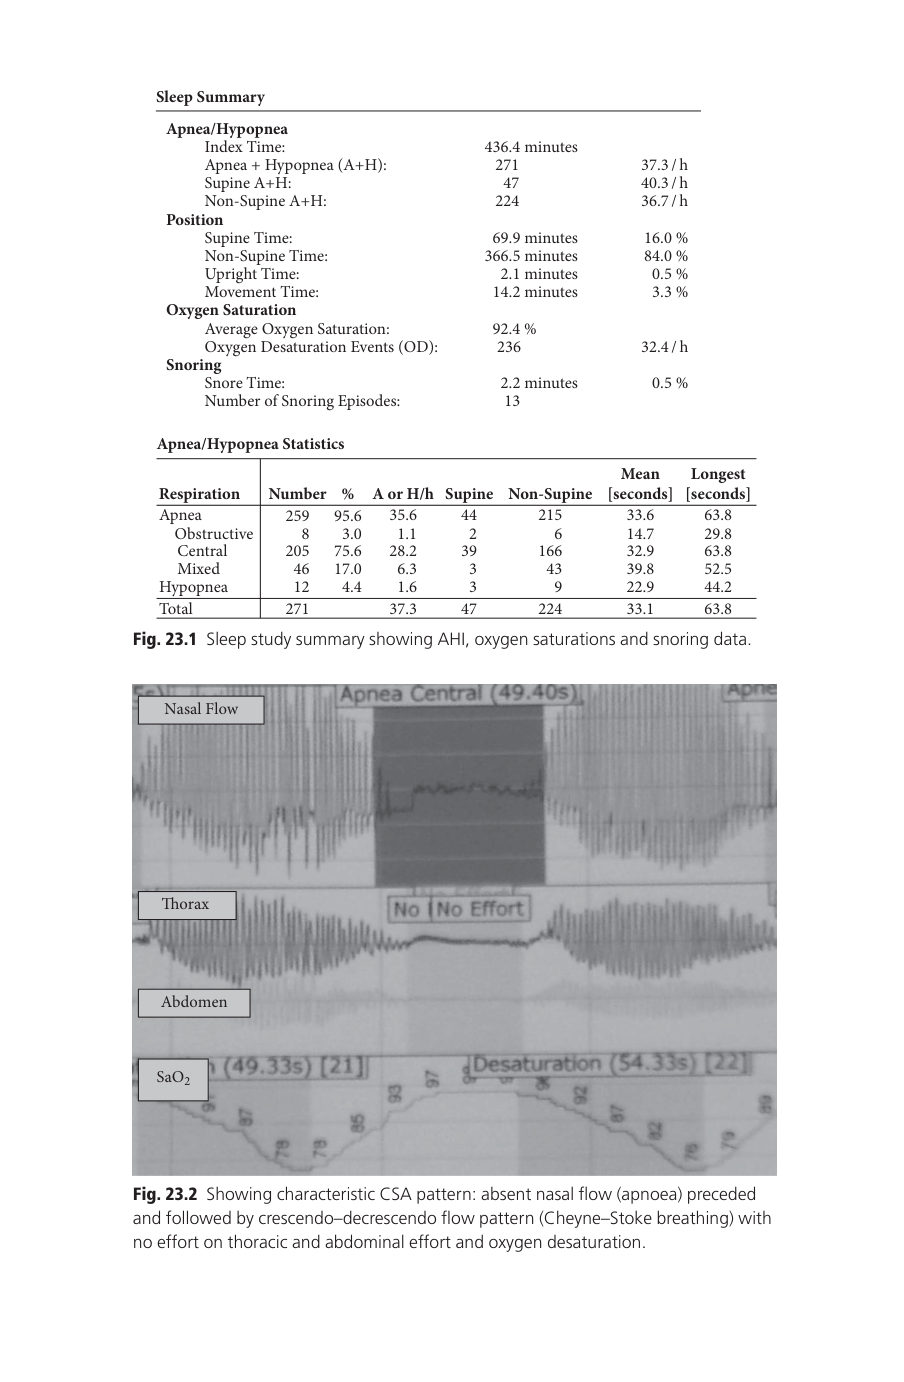 Sleep Summary
Apnea/Hypopnea
Index Time: 436.4 minutes
Apnea + Hypopnea (A+H): 271 37.3 / h
Supine A+H: 47 40.3 / h
Non-Supine A+H: 224 36.7 / h
Position
Supine Time: 69.9 minutes 16.0 %
Non-Supine Time: 366.5 minutes 84.0 %
Upright Time: 2.1 minutes 0.5 %
Movement Time: 14.2 minutes 3.3 %
Oxygen Saturation
Average Oxygen Saturation: 92.4 %
Oxygen Desaturation Events (OD): 236 32.4 / h
Snoring
Snore Time: 2.2 minutes 0.5 %
Number of Snoring Episodes: 13
Apnea/Hypopnea Statistics
Mean Longest
Respiration Number % A or H/h Supine Non-Supine [seconds] [seconds]
Apnea 259 95.6 35.6 44 215 33.6 63.8
Obstructive 8 3.0 1.1 2 6 14.7 29.8
Central 205 75.6 28.2 39 166 32.9 63.8
Mixed 46 17.0 6.3 3 43 39.8 52.5
Hypopnea 12 4.4 1.6 3 9 22.9 44.2
Total 271 37.3 47 224 33.1 63.8
Fig. 23.1 Sleep study summary showing AHI, oxygen saturations and snoring data.
Apnea Central (49.40s)
Nasal Flow
Thorax
No No Effort
Abdomen
(49.33s) [21] Desaturation (54.33s) [22]
SaO2
87 78 78 85 93 97 92 87 82 76 79 89
Fig. 23.2 Showing characteristic CSA pattern: absent nasal flow (apnoea) preceded
and followed by crescendo–decrescendo flow pattern (Cheyne–Stoke breathing) with
no effort on thoracic and abdominal effort and oxygen desaturation.